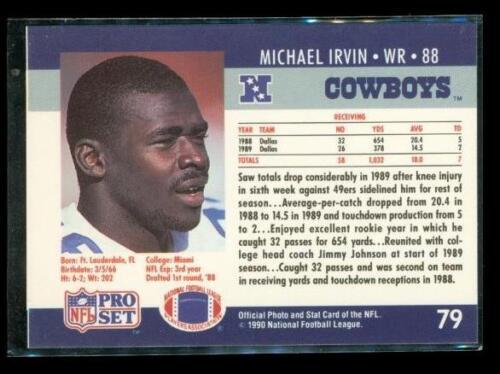 MICHAEL IRVIN • WR • 88
N
COWBOYS™
RECEIVING
YEAR TEAM NO YDS AVG TD
1988 Dallas 32 654 20.4 5
1989 Dallas 26 378 14.5 2
TOTALS 58 1,032 18.0 7
Saw totals drop considerably in 1989 after knee injury
in sixth week against 49ers sidelined him for rest of
season...Average-per-catch dropped from 20.4 in
1988 to 14.5 in 1989 and touchdown production from 5
to 2...Enjoyed excellent rookie year in which he
caught 32 passes for 654 yards...Reunited with col-
lege head coach Jimmy Johnson at start of 1989
season...Caught 32 passes and was second on team
in receiving yards and touchdown receptions in 1988.
Born: Ft. Lauderdale, FL
Birthdate: 3/5/66
Ht: 6-2; Wt: 202
College: Miami
NFL Exp: 3rd year
Drafted 1st round, '88
NFL
PRO
SET™
NATIONAL FOOTBALL LEAGUE
PLAYERS ASSOCIATION
Official Photo and Stat Card of the NFL.
© 1990 National Football League.
79